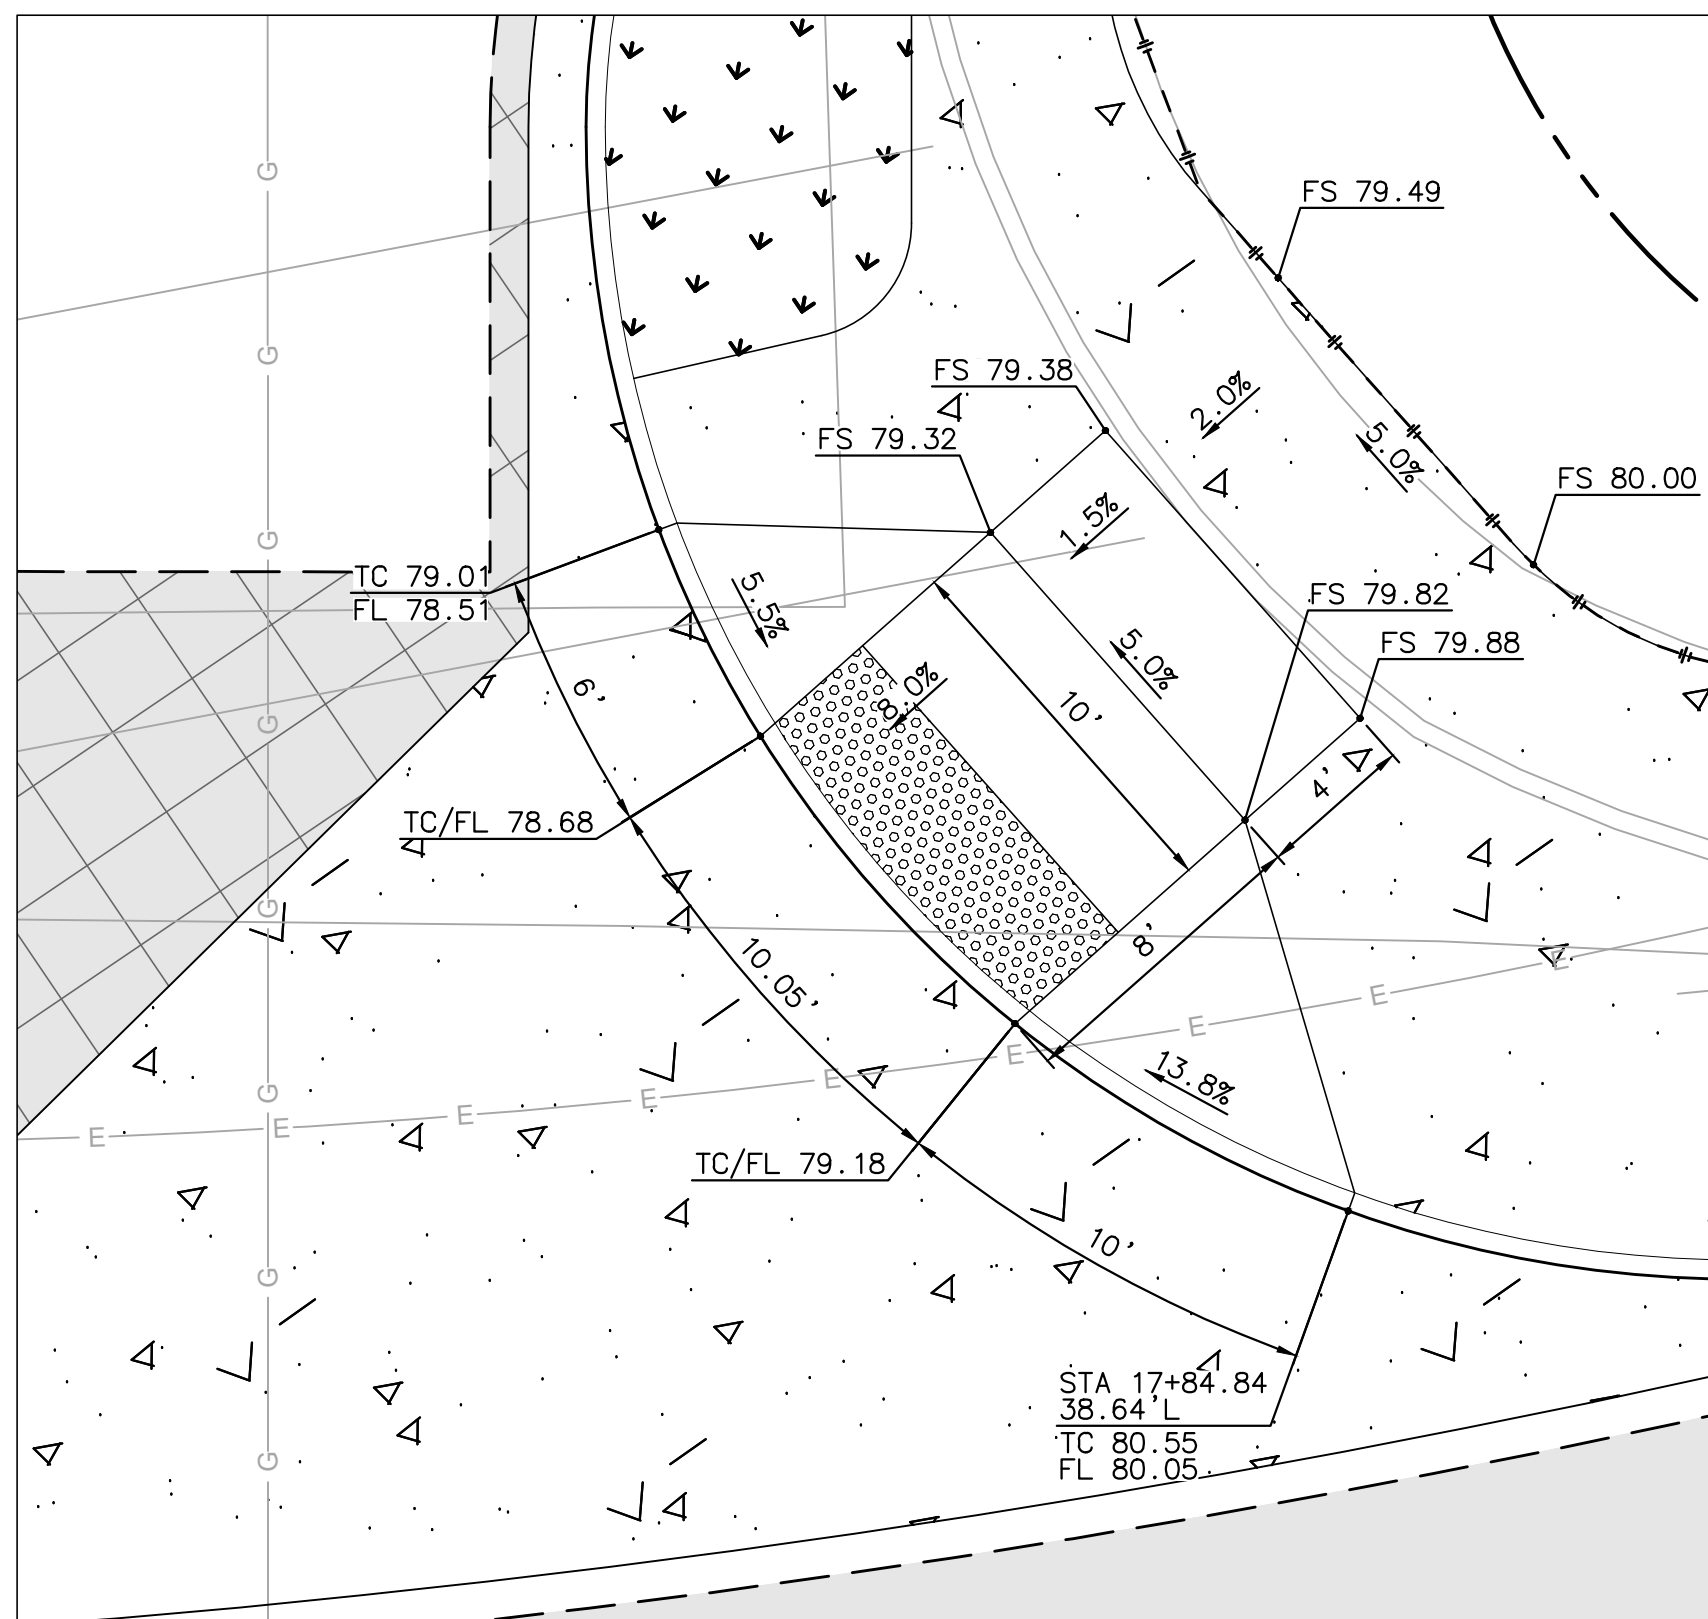 FS 79.49
FS 79.38
2.0%
FS 79.32
5.0%
FS 80.00
1.5%
TC 79.01
FL 78.51
5.5%
FS 79.82
FS 79.88
5.0%
6'
8.0%
10'
4'
TC/FL 78.68
8'
10.05'
13.8%
TC/FL 79.18
10'
STA 17+84.84
38.64' L
TC 80.55
FL 80.05
G
G
G
G
G
G
G
G
E
E
E
E
E
E
E
E
E